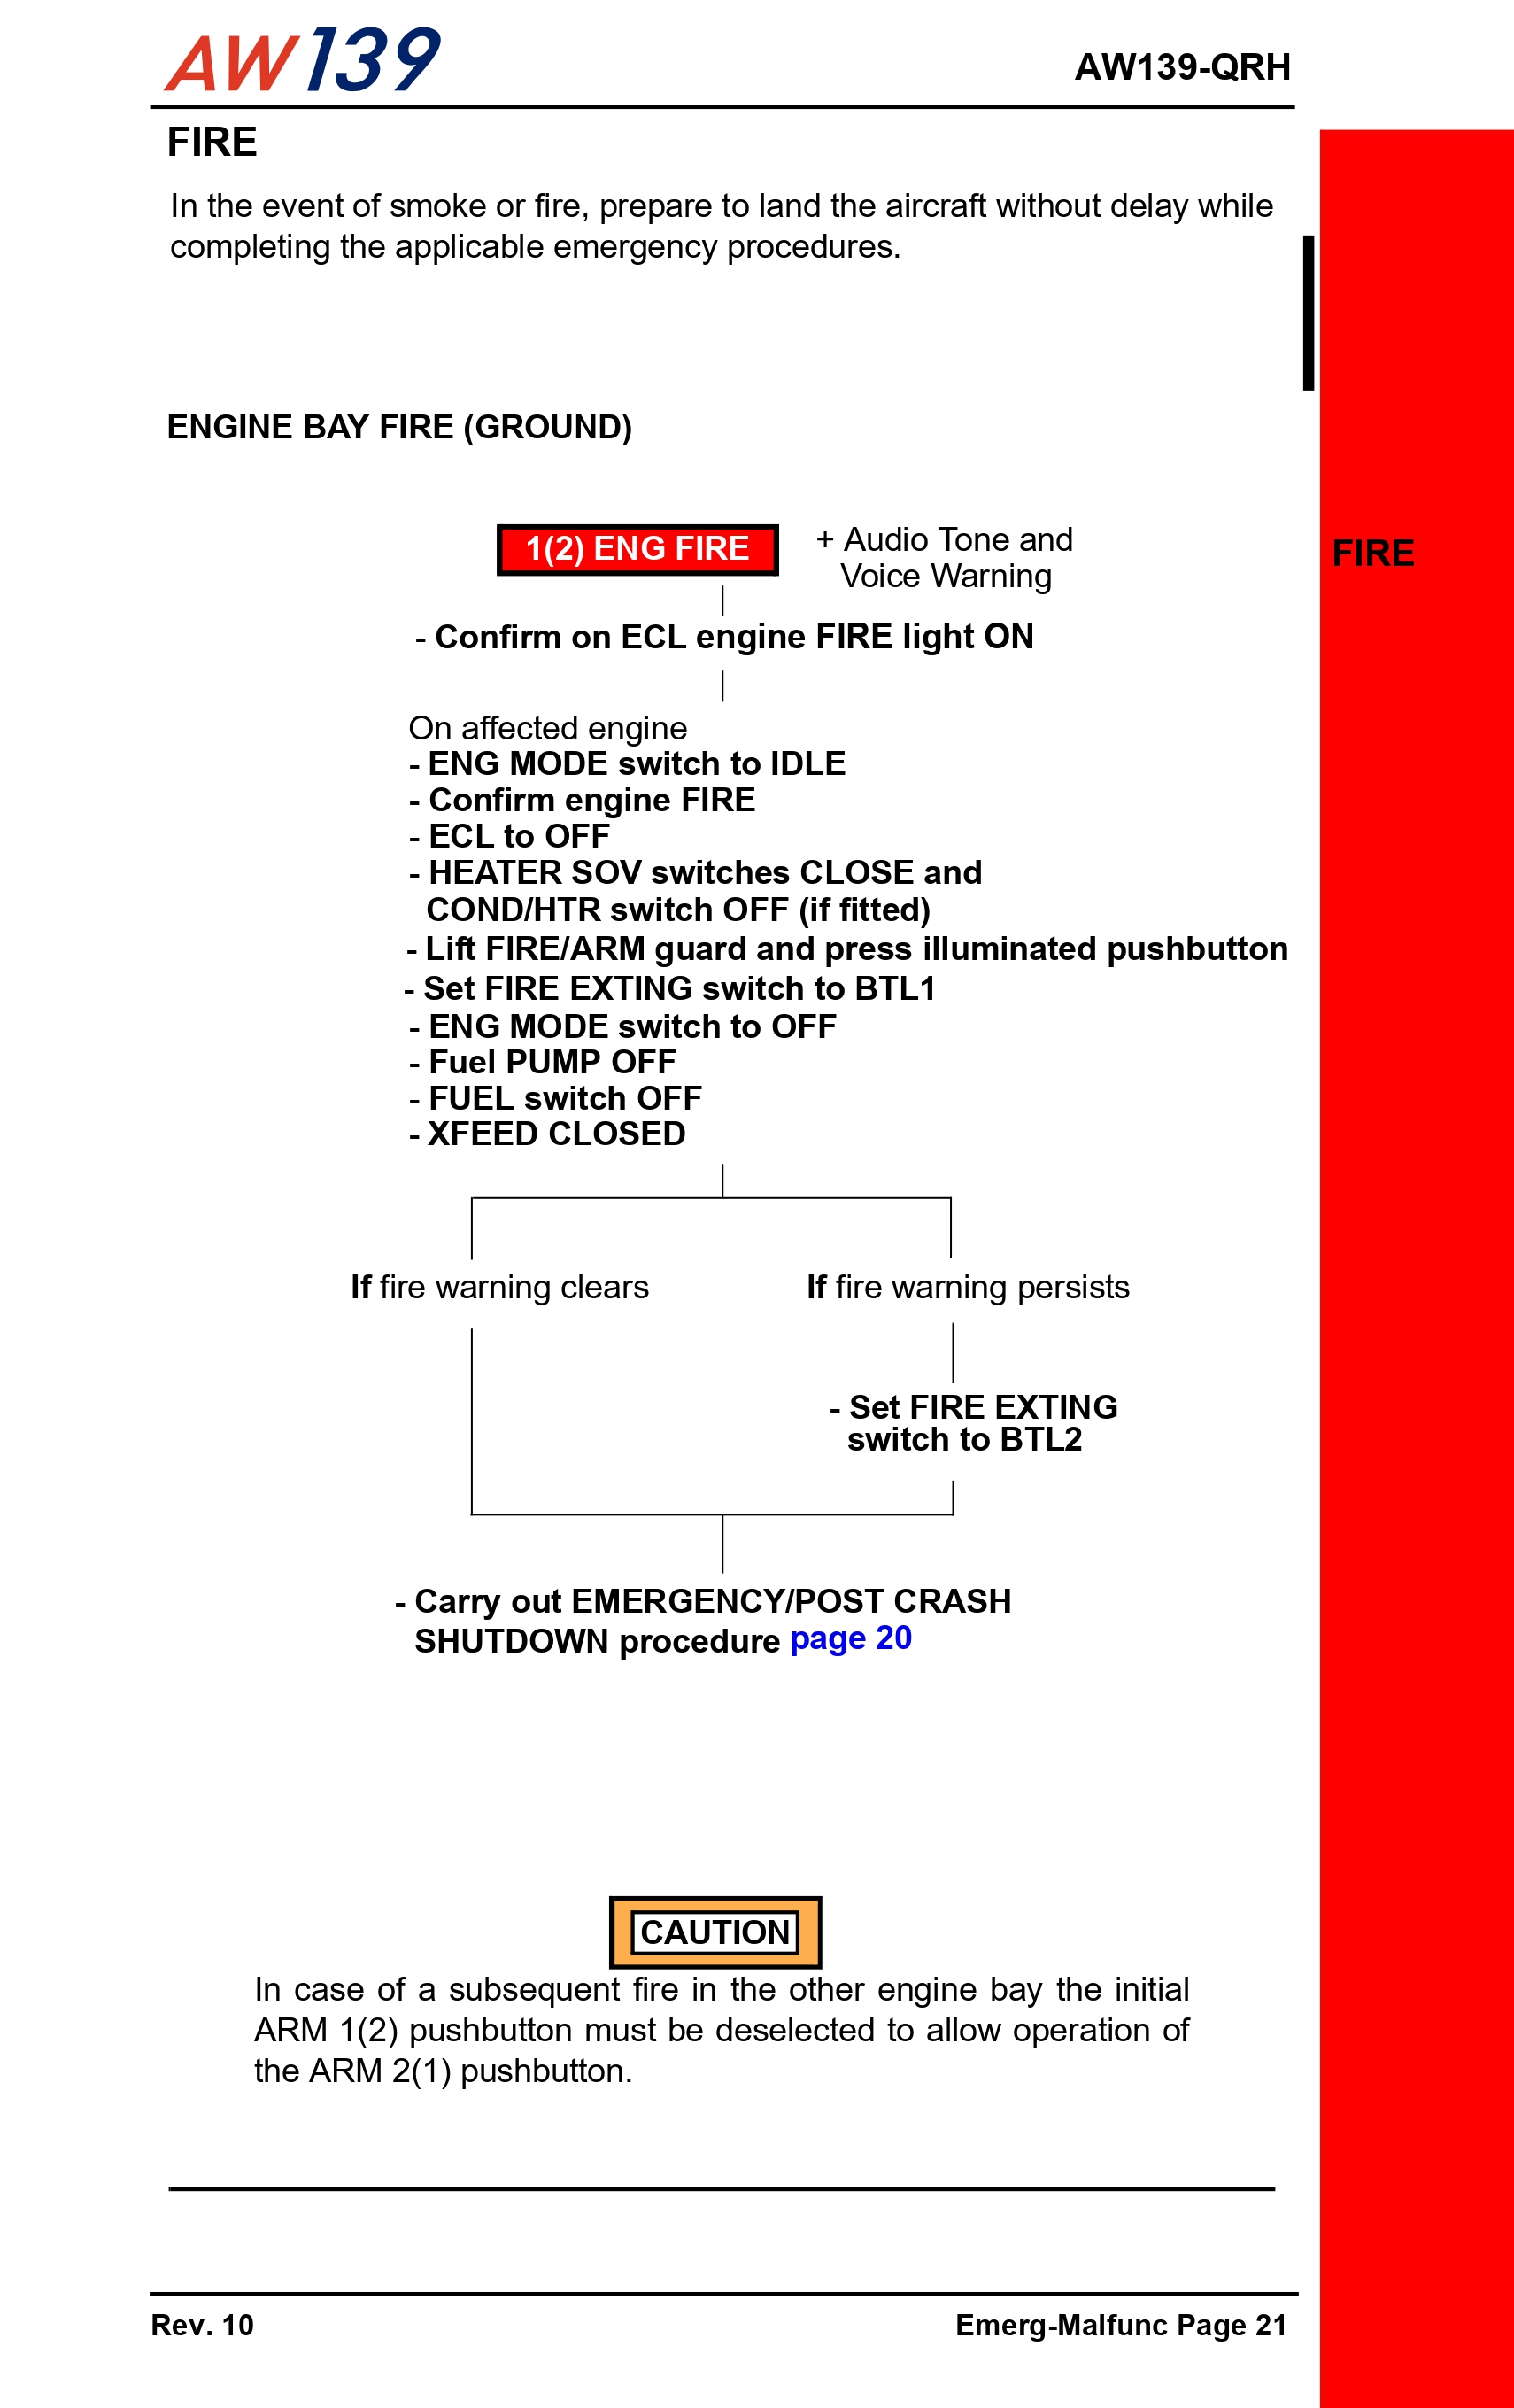 AW139
AW139-QRH
FIRE
In the event of smoke or fire, prepare to land the aircraft without delay while
completing the applicable emergency procedures.
ENGINE BAY FIRE (GROUND)
1(2) ENG FIRE
+ Audio Tone and
Voice Warning
FIRE
- Confirm on ECL engine FIRE light ON
On affected engine
- ENG MODE switch to IDLE
- Confirm engine FIRE
- ECL to OFF
- HEATER SOV switches CLOSE and
COND/HTR switch OFF (if fitted)
- Lift FIRE/ARM guard and press illuminated pushbutton
- Set FIRE EXTING switch to BTL1
- ENG MODE switch to OFF
- Fuel PUMP OFF
- FUEL switch OFF
- XFEED CLOSED
If fire warning clears
If fire warning persists
- Set FIRE EXTING
switch to BTL2
- Carry out EMERGENCY/POST CRASH
SHUTDOWN procedure page 20
CAUTION
In case of a subsequent fire in the other engine bay the initial
ARM 1(2) pushbutton must be deselected to allow operation of
the ARM 2(1) pushbutton.
Rev. 10
Emerg-Malfunc Page 21